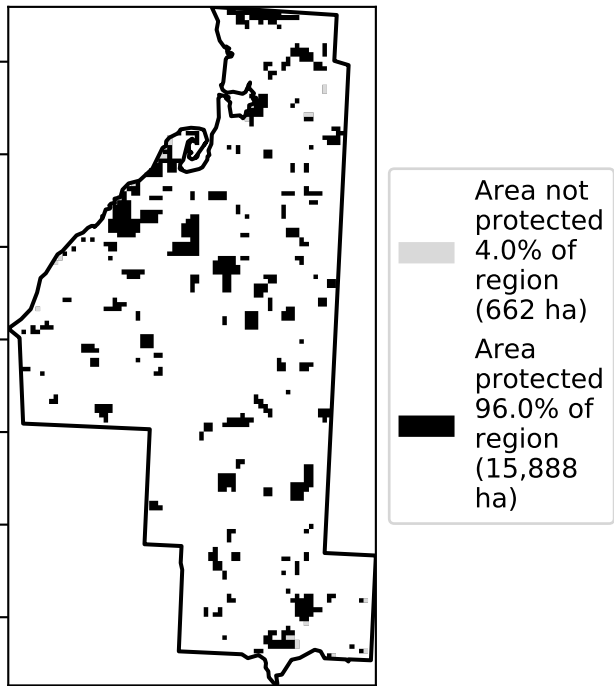 Area not
protected
4.0% of
region
(662 ha)
Area
protected
96.0% of
region
(15,888
ha)